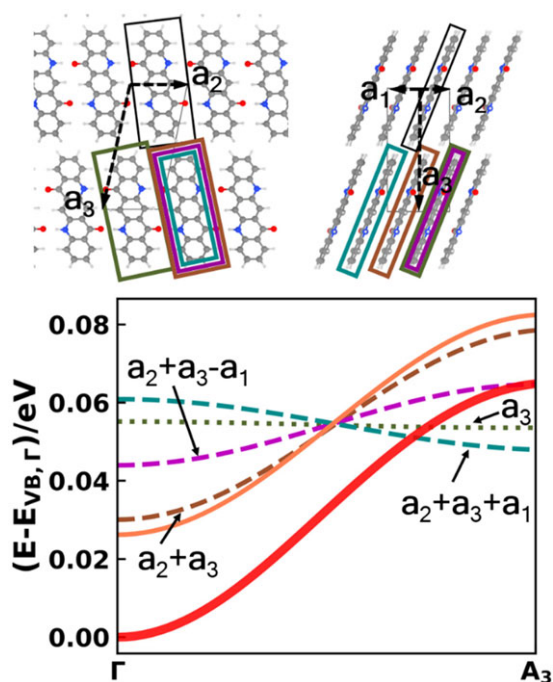 a₂
a₃
a₁
a₂
a₃
(E-E_VB, Γ)/eV
0.08
0.06
0.04
0.02
0.00
a₂+a₃-a₁
a₃
a₂+a₃+a₁
a₂+a₃
Γ
A₃